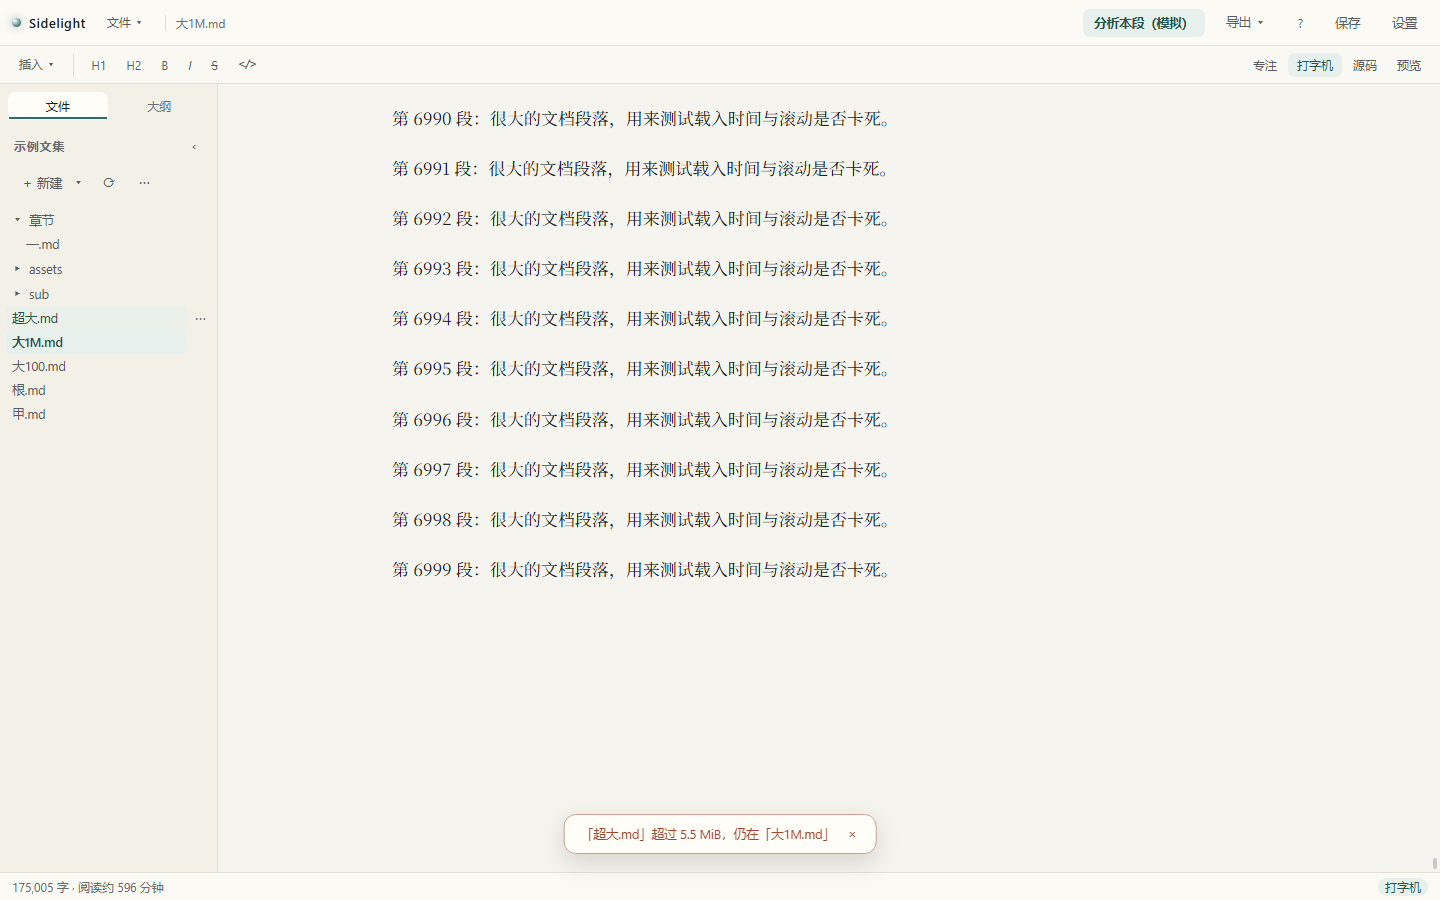 Sidelight 文件 大1M.md 分析本段（模拟） 导出 ? 保存 设置
插入 H1 H2 B I S </> 专注 打字机 源码 预览
文件 大纲
示例文集
+ 新建 ...
章节
一.md
assets
sub
超大.md ...
大1M.md
大100.md
根.md
甲.md
第 6990 段：很大的文档段落，用来测试载入时间与滚动是否卡死。
第 6991 段：很大的文档段落，用来测试载入时间与滚动是否卡死。
第 6992 段：很大的文档段落，用来测试载入时间与滚动是否卡死。
第 6993 段：很大的文档段落，用来测试载入时间与滚动是否卡死。
第 6994 段：很大的文档段落，用来测试载入时间与滚动是否卡死。
第 6995 段：很大的文档段落，用来测试载入时间与滚动是否卡死。
第 6996 段：很大的文档段落，用来测试载入时间与滚动是否卡死。
第 6997 段：很大的文档段落，用来测试载入时间与滚动是否卡死。
第 6998 段：很大的文档段落，用来测试载入时间与滚动是否卡死。
第 6999 段：很大的文档段落，用来测试载入时间与滚动是否卡死。
「超大.md」超过 5.5 MiB，仍在「大1M.md」 ×
175,005 字 · 阅读约 596 分钟 打字机